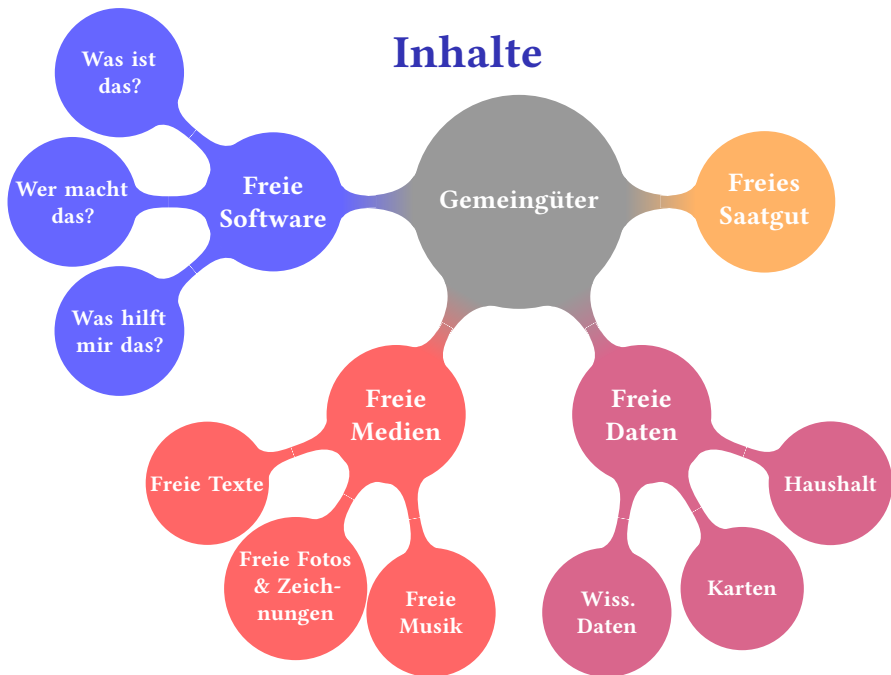 Inhalte
Gemeingüter
Freie
Software
Was ist
das?
Wer macht
das?
Was hilft
mir das?
Freie
Medien
Freie Texte
Freie Fotos
& Zeich-
nungen
Freie
Musik
Freie
Daten
Wiss.
Daten
Karten
Haushalt
Freies
Saatgut